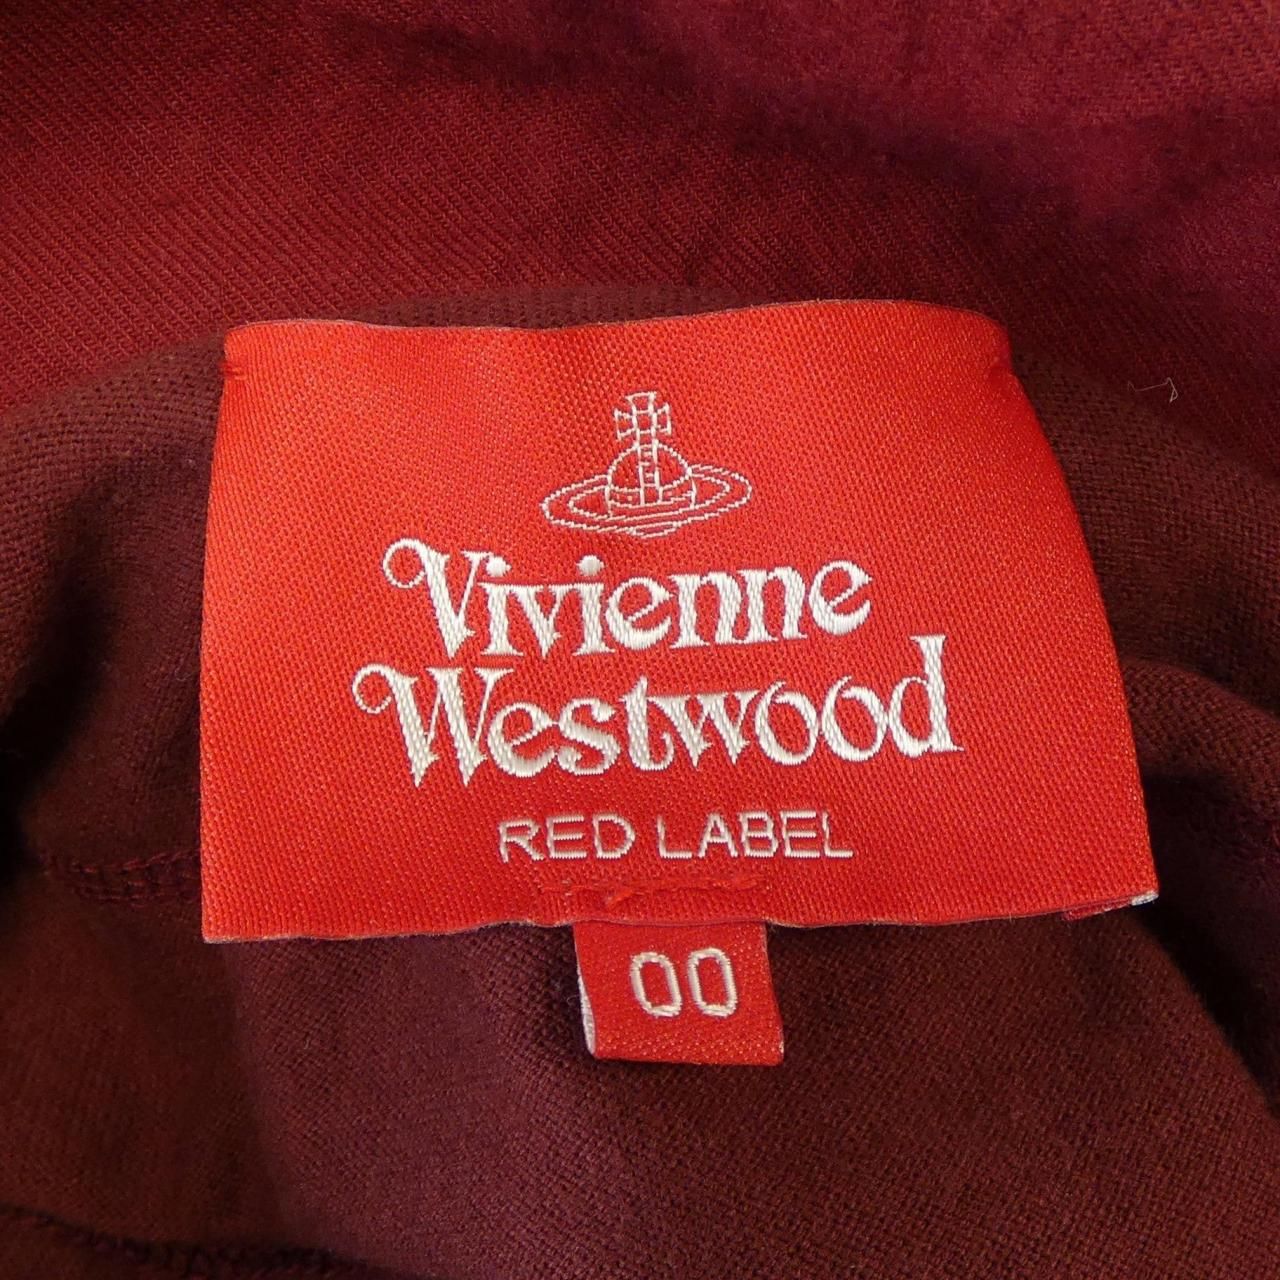 Vivienne
Westwood
RED LABEL
00